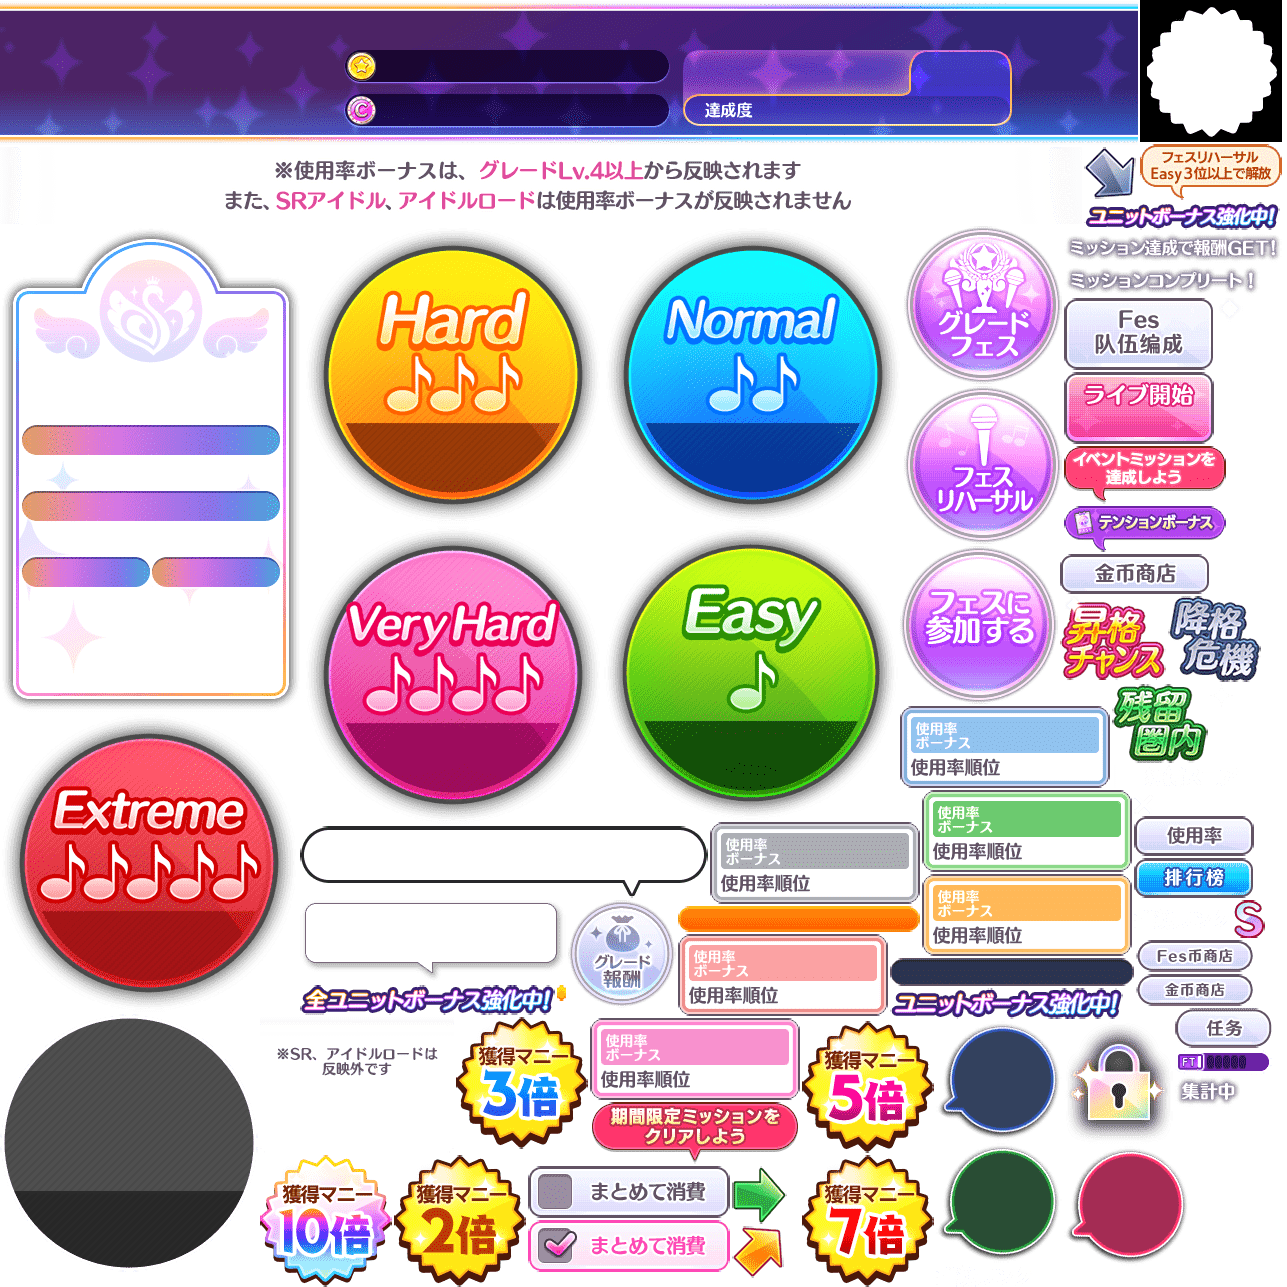 達成度
※使用率ボーナスは、グレードLv.4以上から反映されます
また、SRアイドル、アイドルロードは使用率ボーナスが反映されません
フェスリハーサル
Easy3位以上で解放
ユニットボーナス強化中!
ミッション達成で報酬GET!
ミッションコンプリート!
Hard
Normal
グレード
フェス
Fes
队伍编成
ライブ開始
フェス
リハーサル
イベントミッションを
達成しよう
テンションボーナス
金币商店
Very Hard
Easy
フェスに
参加する
昇格
チャンス
降格
危機
残留
圏内
使用率
ボーナス
使用率順位
Extreme
使用率
ボーナス
使用率順位
使用率
ボーナス
使用率順位
使用率
排行榜
使用率
ボーナス
使用率順位
S
グレード
報酬
使用率
ボーナス
使用率順位
Fes币商店
金币商店
全ユニットボーナス強化中!
ユニットボーナス強化中!
任务
※SR、アイドルロードは
反映外です
獲得マニー
3倍
使用率
ボーナス
使用率順位
獲得マニー
5倍
FT
88888
集計中
期間限定ミッションを
クリアしよう
獲得マニー
10倍
獲得マニー
2倍
まとめて消費
まとめて消費
獲得マニー
7倍